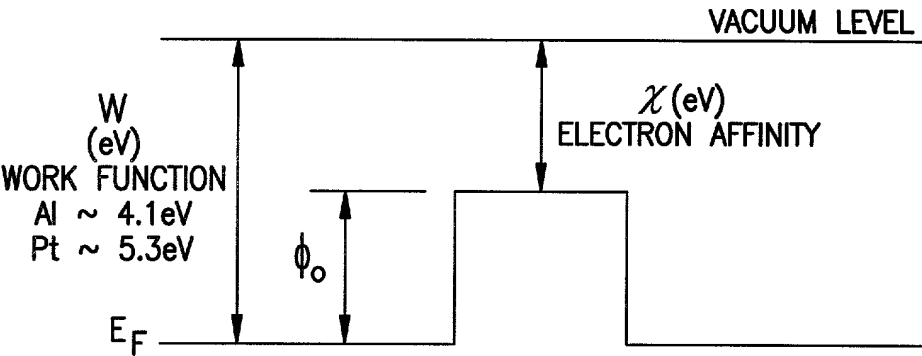 VACUUM LEVEL
W
(eV)
WORK FUNCTION
Al ~ 4.1eV
Pt ~ 5.3eV
χ(eV)
ELECTRON AFFINITY
ϕo
EF